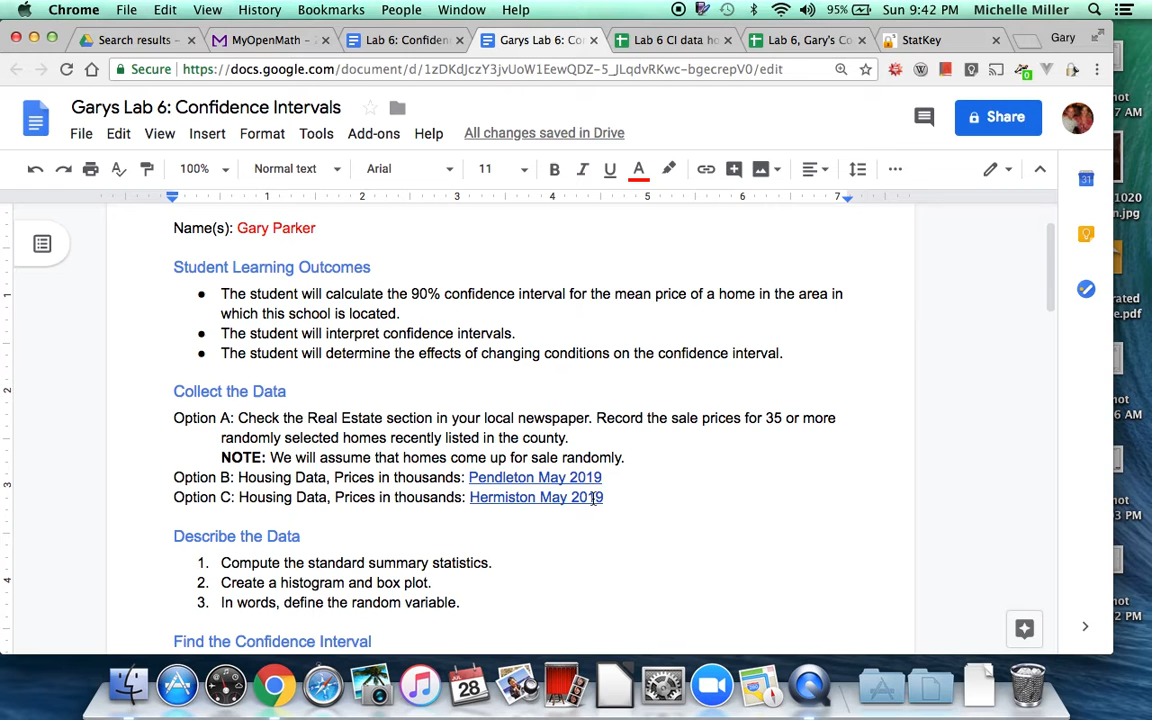 Chrome File Edit View History Bookmarks People Window Help 95% Sun 9:42 PM Michelle Miller
Search results – MyOpenMath Lab 6: Confiden Garys Lab 6: Co Lab 6 CI data ho Lab 6, Gary's Co StatKey Gary
Secure https://docs.google.com/document/d/1zDKdJczY3jvUoW1EewQDZ-5_JLqdvRKwc-bgecrepV0/edit
Garys Lab 6: Confidence Intervals
File Edit View Insert Format Tools Add-ons Help All changes saved in Drive
Share
100% Normal text Arial 11
1 2 3 4 5 6 7
Name(s): Gary Parker
Student Learning Outcomes
● The student will calculate the 90% confidence interval for the mean price of a home in the area in
which this school is located.
● The student will interpret confidence intervals.
● The student will determine the effects of changing conditions on the confidence interval.
Collect the Data
Option A: Check the Real Estate section in your local newspaper. Record the sale prices for 35 or more
randomly selected homes recently listed in the county.
NOTE: We will assume that homes come up for sale randomly.
Option B: Housing Data, Prices in thousands: Pendleton May 2019
Option C: Housing Data, Prices in thousands: Hermiston May 2019
Describe the Data
1. Compute the standard summary statistics.
2. Create a histogram and box plot.
3. In words, define the random variable.
Find the Confidence Interval